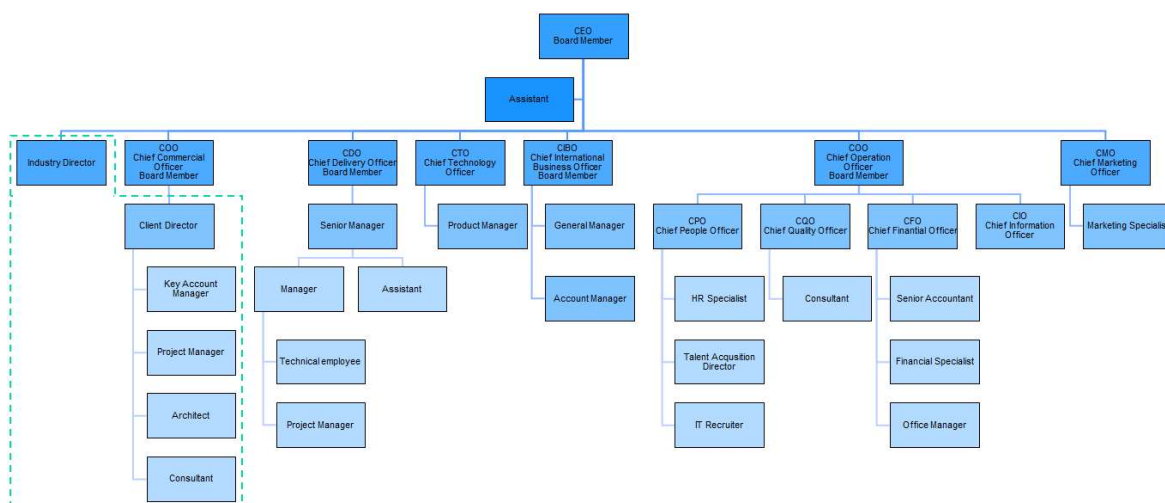 CEO
Board Member
Assistant
Industry Director
COO
Chief Commercial
Officer
Board Member
CDO
Chief Delivery Officer
Board Member
CTO
Chief Technology
Officer
CIBO
Chief International
Business Officer
Board Member
COO
Chief Operation
Officer
Board Member
CMO
Chief Marketing
Officer
Client Director
Senior Manager
Product Manager
General Manager
CPO
Chief People Officer
CQO
Chief Quality Officer
CFO
Chief Finantial Officer
CIO
Chief Information
Officer
Marketing Specialis
Key Account
Manager
Manager
Assistant
Account Manager
HR Specialist
Consultant
Senior Accountant
Project Manager
Technical employee
Talent Acqusition
Director
Financial Specialist
Architect
Project Manager
IT Recruiter
Office Manager
Consultant